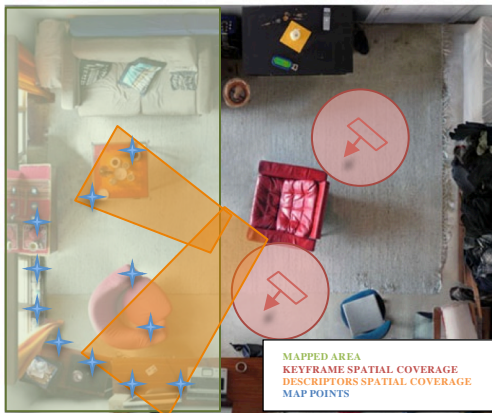 MAPPED AREA
KEYFRAME SPATIAL COVERAGE
DESCRIPTORS SPATIAL COVERAGE
MAP POINTS